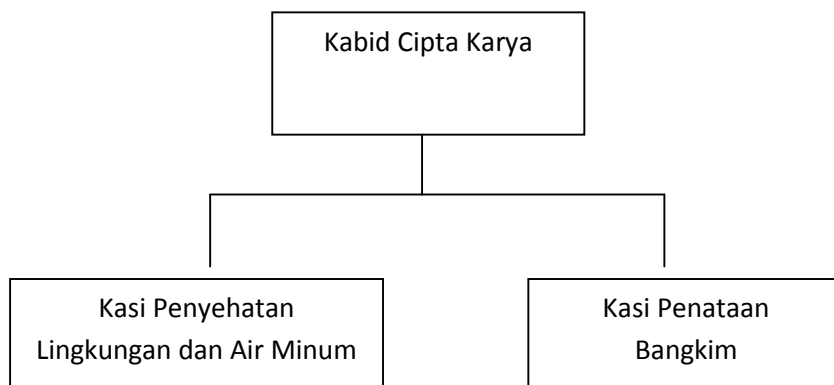 Kabid Cipta Karya
Kasi Penyehatan
Lingkungan dan Air Minum
Kasi Penataan
Bangkim